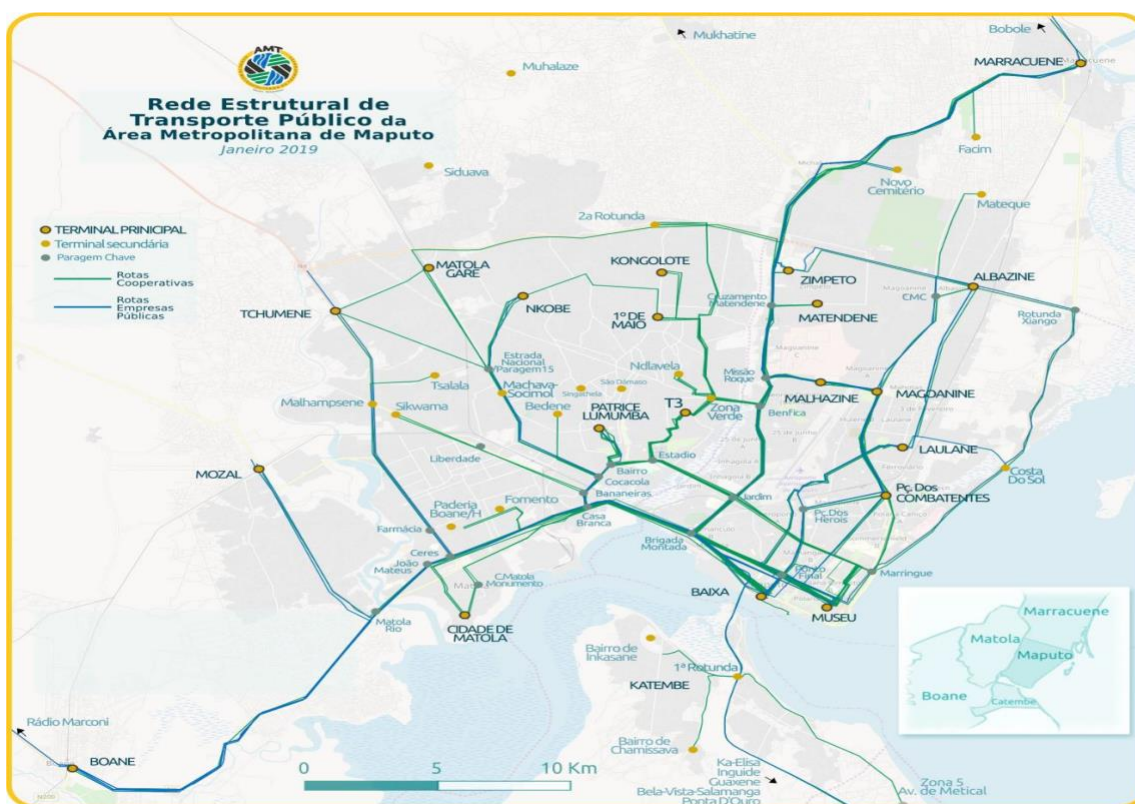 AMT
Rede Estrutural de
Transporte Público da
Área Metropolitana de Maputo
Janeiro 2019
TERMINAL PRINICIPAL
Terminal secundária
Paragem Chave
Rotas
Cooperativas
Rotas
Empresas
Públicas
Mukhatine
Bobole
MARRACUENE
Muhalaze
Facim
Siduava
Novo
Cemitério
Mateque
2a Rotunda
MATOLA
GARE
KONGOLOTE
ZIMPETO
ALBAZINE
CMC
Rotunda
Xiango
TCHUMENE
NKOBE
1º DE
MAIO
Cruzamento
Matendene
MATENDENE
Estrada
Nacional
/Paragem15
Ndlavela
Missão
Roque
Tsalala
Machava-
Socimol
Singathela
São Dâmaso
MALHAZINE
MAGOANINE
Malhampsene
Sikwama
Bedene
PATRICE
LUMUMBA
T3
Zona
Verde
Benfica
Liberdade
LAULANE
MOZAL
Bairro
Estadio
Costa
Do Sol
Cocacola
Bananeiras
Jardim
Pç. Dos
COMBATENTES
Paderia
Boane/H
Fomento
Casa
Branca
Pc.Dos
Herois
Farmácia
Ceres
Brigada
Montada
João
Mateus
Ponto
Final
Marringue
C.Matola
Monumento
BAIXA
MUSEU
Matola
Rio
CIDADE DE
MATOLA
Bairro de
Inkasane
1ª Rotunda
KATEMBE
Marracuene
Matola
Maputo
Boane
Catembe
Rádio Marconi
BOANE
Bairro de
Chamissava
0 5 10 Km
Ka-Elisa
Inguide
Guaxene
Bela-Vista-Salamanga
Ponta D'Ouro
Zona 5
Av. de Metical